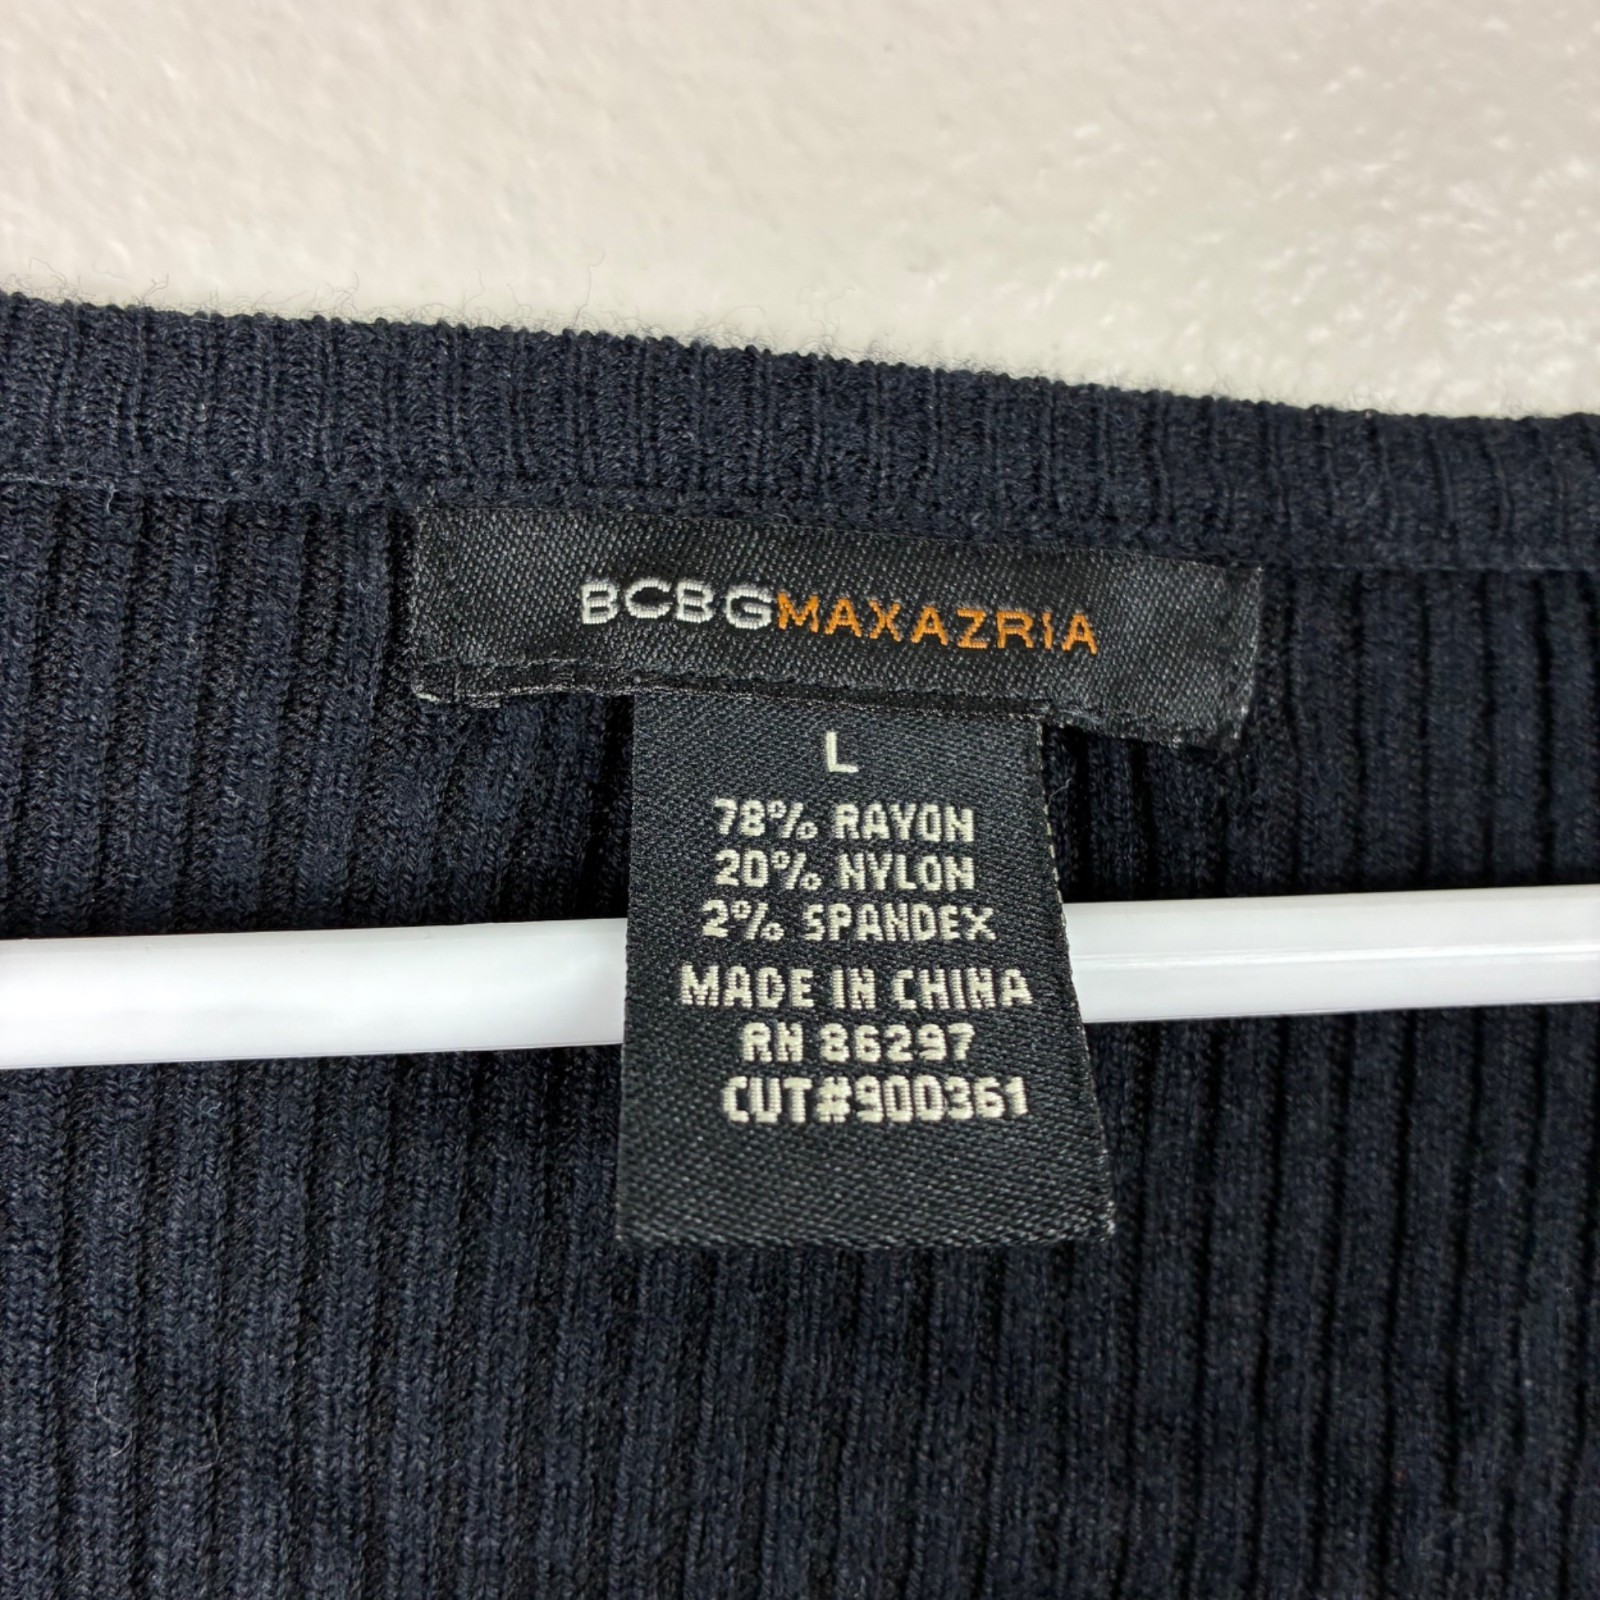 BCBGMAXAZRIA
L
78% RAYON
20% NYLON
2% SPANDEX
MADE IN CHINA
RN 86297
CUT#900361